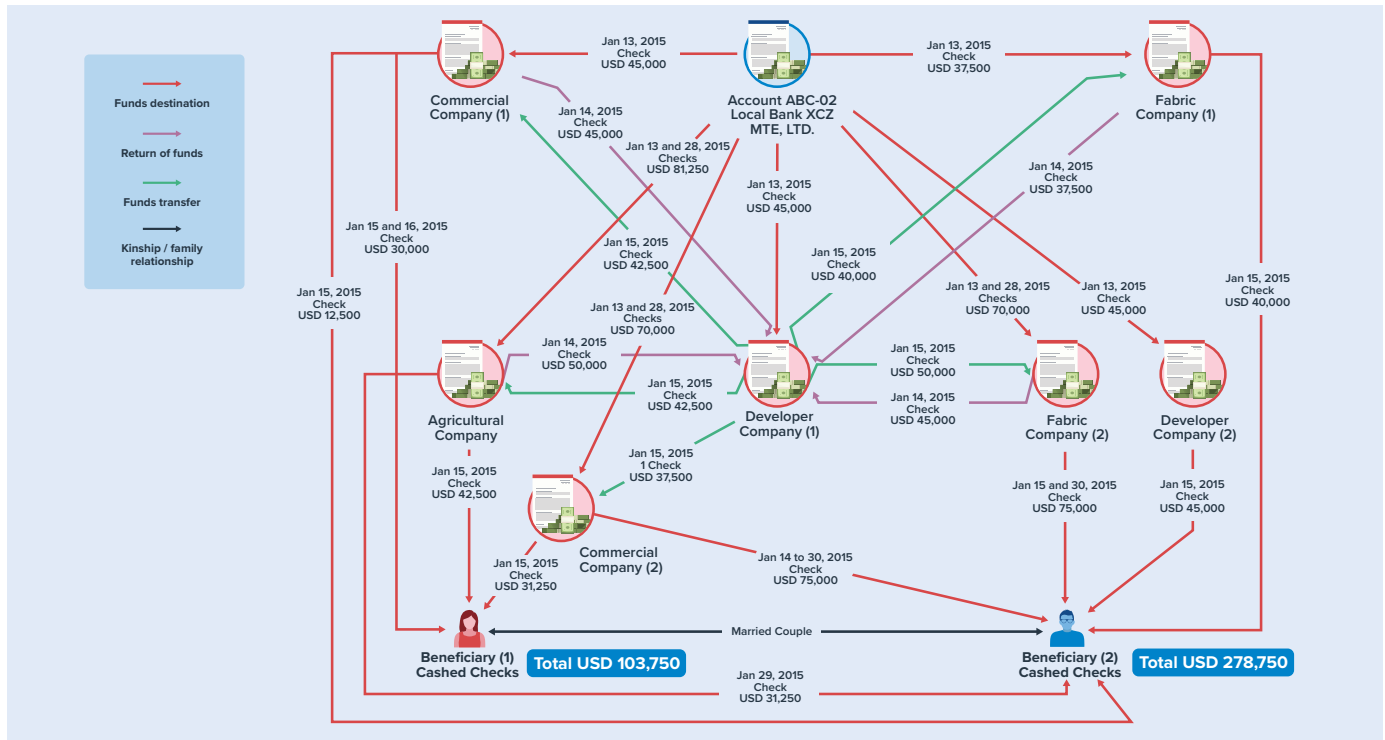 Funds destination
Return of funds
Funds transfer
Kinship / family
relationship
Commercial
Company (1)
Jan 13, 2015
Check
USD 45,000
Account ABC-02
Local Bank XCZ
MTE, LTD.
Jan 13, 2015
Check
USD 37,500
Fabric
Company (1)
Jan 14, 2015
Check
USD 45,000
Jan 13 and 28, 2015
Checks
USD 81,250
Jan 13, 2015
Check
USD 45,000
Jan 14, 2015
Check
USD 37,500
Jan 15 and 16, 2015
Check
USD 30,000
Jan 15, 2015
Check
USD 42,500
Jan 15, 2015
Check
USD 40,000
Jan 15, 2015
Check
USD 12,500
Jan 13 and 28, 2015
Checks
USD 70,000
Jan 13 and 28, 2015
Checks
USD 70,000
Jan 13, 2015
Check
USD 45,000
Jan 15, 2015
Check
USD 40,000
Jan 14, 2015
Check
USD 50,000
Jan 15, 2015
Check
USD 50,000
Jan 15, 2015
Check
USD 42,500
Jan 14, 2015
Check
USD 45,000
Agricultural
Company
Developer
Company (1)
Fabric
Company (2)
Developer
Company (2)
Jan 15, 2015
Check
USD 42,500
Jan 15, 2015
1 Check
USD 37,500
Jan 15 and 30, 2015
Check
USD 75,000
Jan 15, 2015
Check
USD 45,000
Commercial
Company (2)
Jan 15, 2015
Check
USD 31,250
Jan 14 to 30, 2015
Check
USD 75,000
Married Couple
Beneficiary (1)
Cashed Checks
Total USD 103,750
Beneficiary (2)
Cashed Checks
Total USD 278,750
Jan 29, 2015
Check
USD 31,250